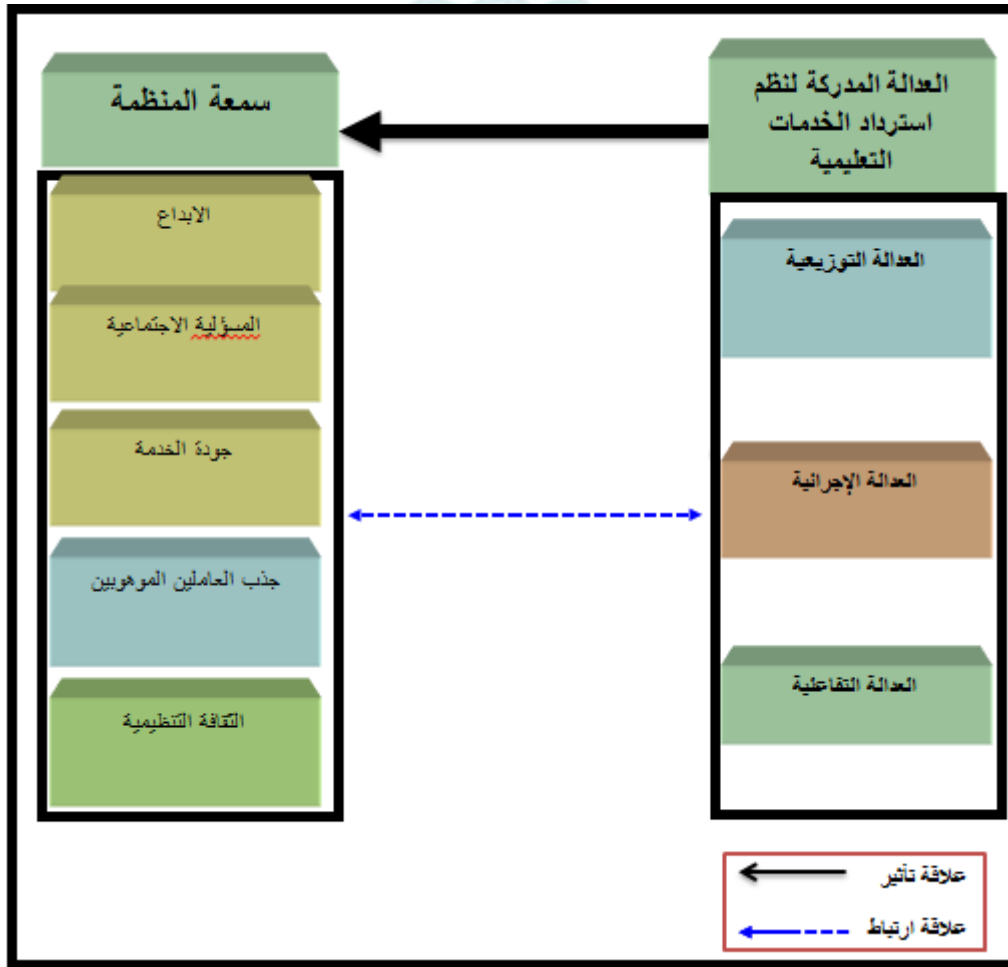 العدالة المدركة لنظم
استرداد الخدمات
التعليمية
سمعة المنظمة
العدالة التوزيعية
العدالة الإجرائية
العدالة التفاعلية
الابداع
المسؤلية الاجتماعية
جودة الخدمة
جذب العاملين الموهوبين
الثقافة التنظيمية
علاقة تأثير
علاقة ارتباط